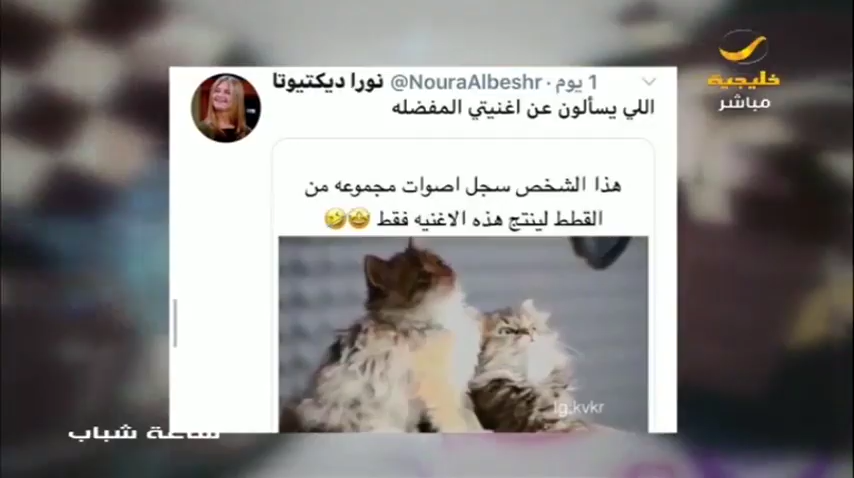 خليجية
مباشر
نورا ديكتيوتا @NouraAlbeshr · 1 يوم
اللي يسألون عن اغنيتي المفضله
هذا الشخص سجل اصوات مجموعه من
القطط لينتج هذه الاغنيه فقط 🤩🤣
Ig.kvkr
ساعة شباب